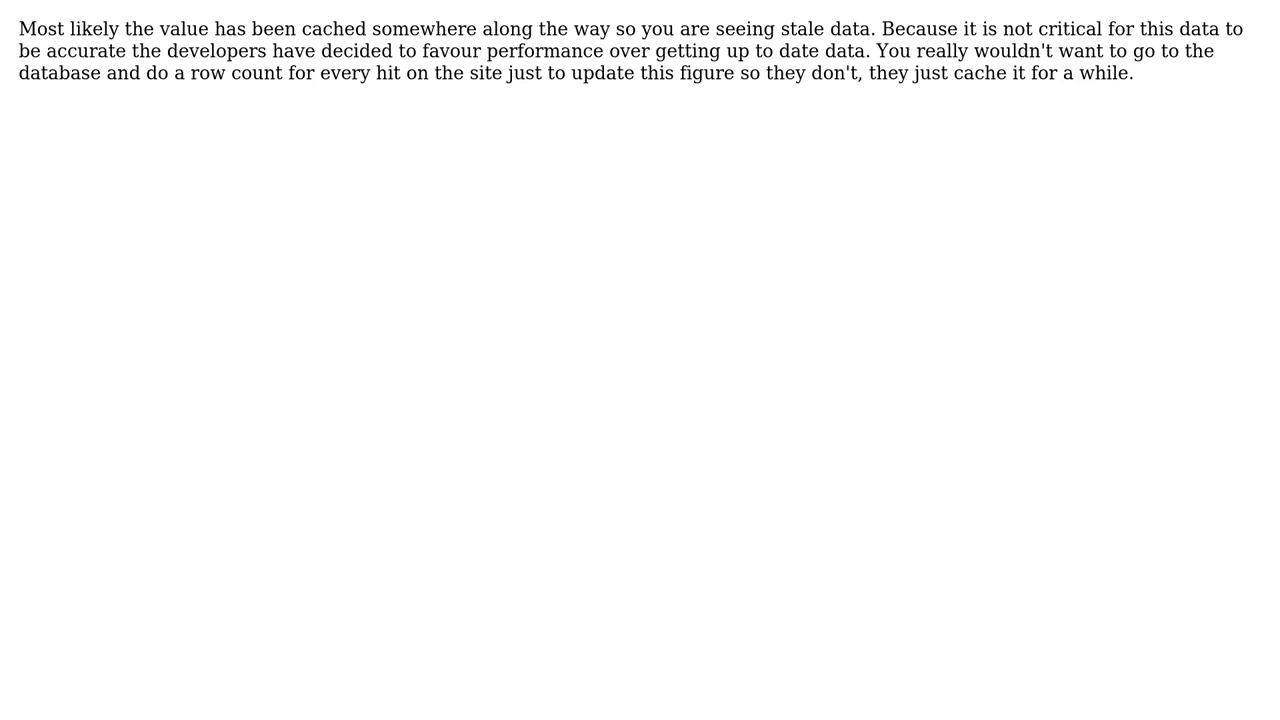 Most likely the value has been cached somewhere along the way so you are seeing stale data. Because it is not critical for this data to
be accurate the developers have decided to favour performance over getting up to date data. You really wouldn't want to go to the
database and do a row count for every hit on the site just to update this figure so they don't, they just cache it for a while.